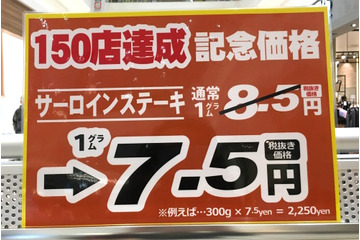 150店達成 記念価格
サーロインステーキ 通常1グラム 8.5円 税抜き価格
1グラム → 7.5円 税抜き価格
※例えば…300g × 7.5yen = 2,250yen